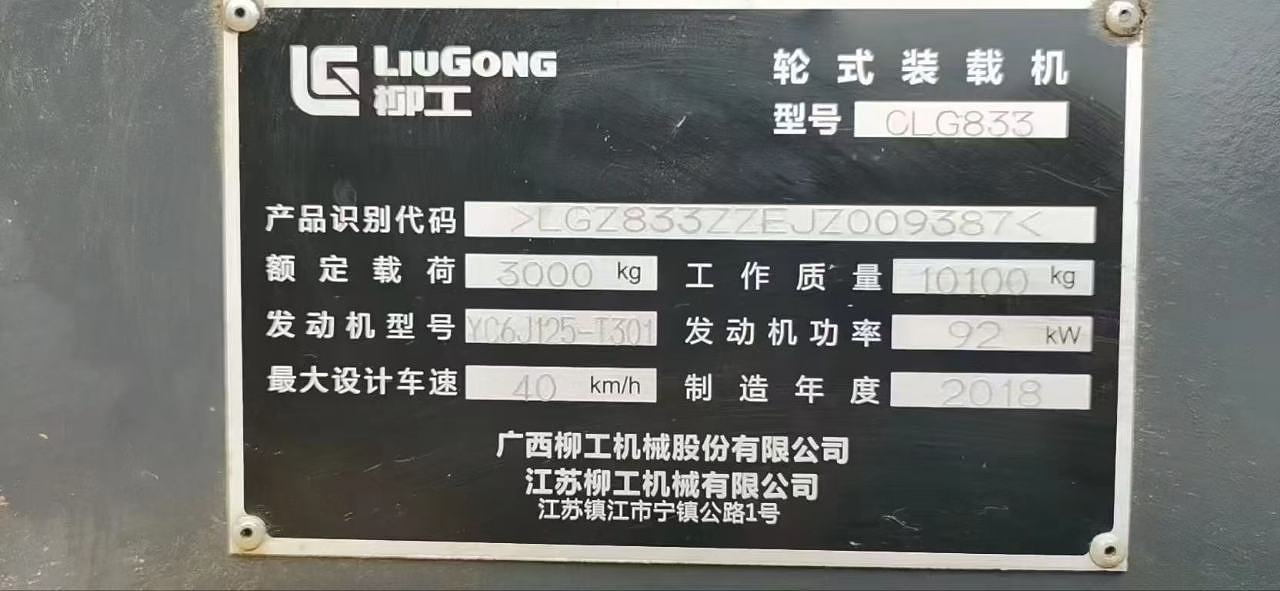 LG LIUGONG
柳工
轮式装载机
型号 CLG833
产品识别代码 >LGZ833ZZEJZ009387<
额定载荷 3000 kg 工作质量 10100 kg
发动机型号 YC6J125-T301 发动机功率 92 kW
最大设计车速 40 km/h 制造年度 2018
广西柳工机械股份有限公司
江苏柳工机械有限公司
江苏镇江市宁镇公路1号